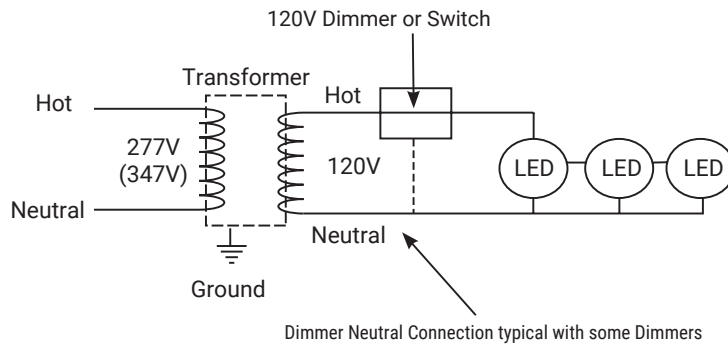 120V Dimmer or Switch
Transformer
Hot
Hot
277V
(347V)
120V
LED
LED
LED
Neutral
Neutral
Ground
Dimmer Neutral Connection typical with some Dimmers